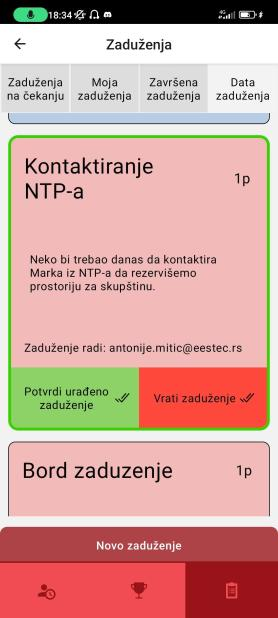 18:34
4G
Zaduženja
Zaduženja
na čekanju
Moja
zaduženja
Završena
zaduženja
Data
zaduženja
Kontaktiranje
NTP-a
1p
Neko bi trebao danas da kontaktira
Marka iz NTP-a da rezervišemo
prostoriju za skupštinu.
Zaduženje radi: antonije.mitic@eestec.rs
Potvrdi urađeno
zaduženje
Vrati zaduženje
Bord zaduzenje
1p
Novo zaduženje